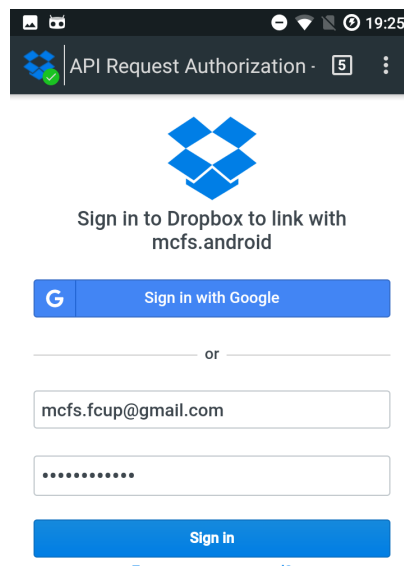 19:25
API Request Authorization -
5
Sign in to Dropbox to link with
mcfs.android
G
Sign in with Google
or
mcfs.fcup@gmail.com
••••••••••••
Sign in